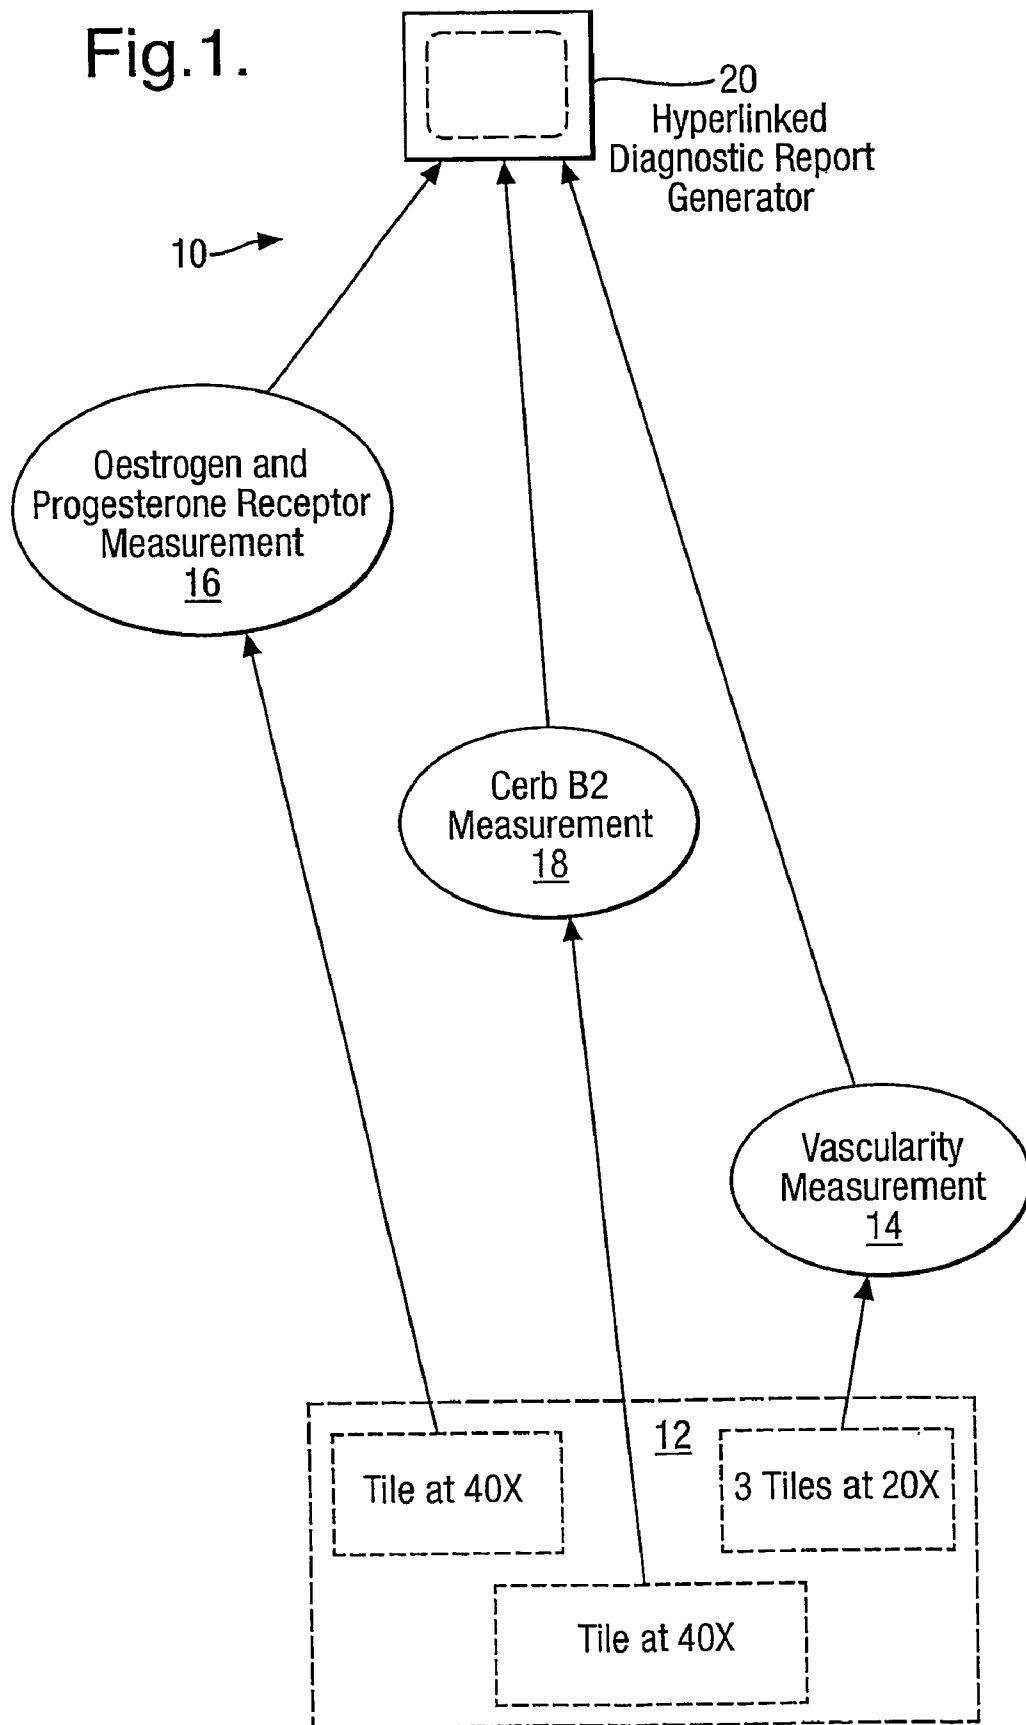 Fig.1.
20
Hyperlinked
Diagnostic Report
Generator
10
Oestrogen and
Progesterone Receptor
Measurement
16
Cerb B2
Measurement
18
Vascularity
Measurement
14
12
Tile at 40X
3 Tiles at 20X
Tile at 40X